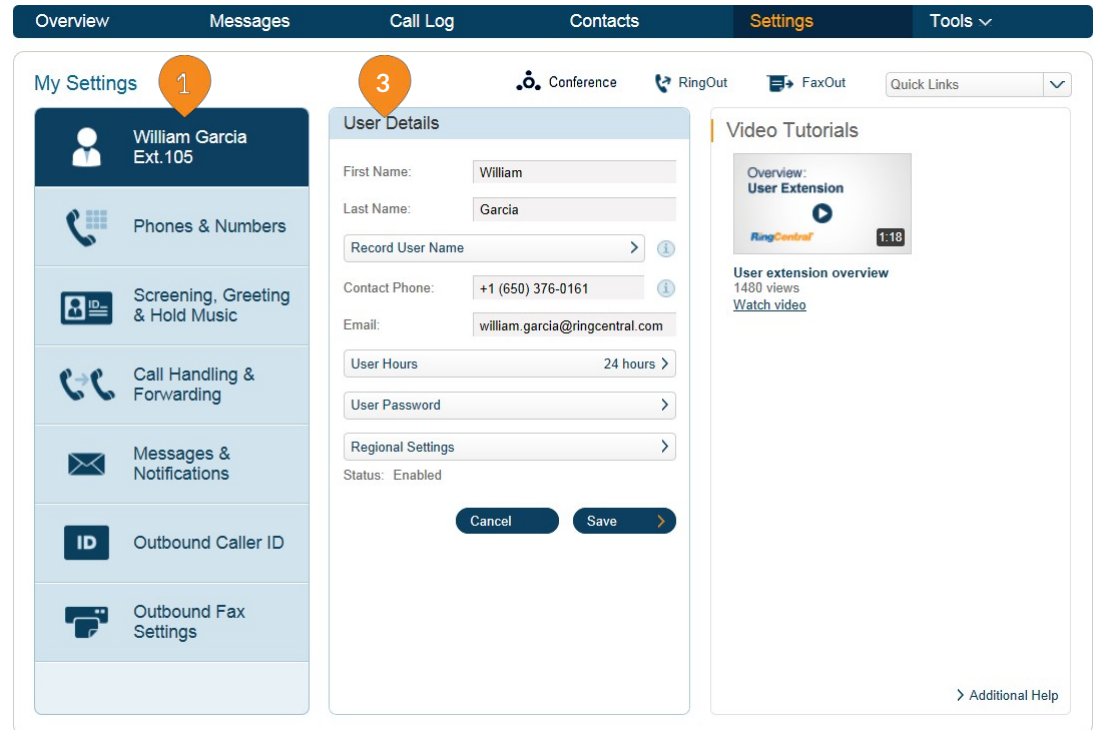 Overview Messages Call Log Contacts Settings Tools
My Settings 1 3 Conference RingOut FaxOut Quick Links
William Garcia
Ext.105
Phones & Numbers
ID
Screening, Greeting
& Hold Music
Call Handling &
Forwarding
Messages &
Notifications
ID Outbound Caller ID
Outbound Fax
Settings
User Details
First Name: William
Last Name: Garcia
Record User Name i
Contact Phone: +1 (650) 376-0161 i
Email: william.garcia@ringcentral.com
User Hours 24 hours
User Password
Regional Settings
Status: Enabled
Cancel Save
Video Tutorials
Overview:
User Extension
RingCentral 1:18
User extension overview
1480 views
Watch video
Additional Help